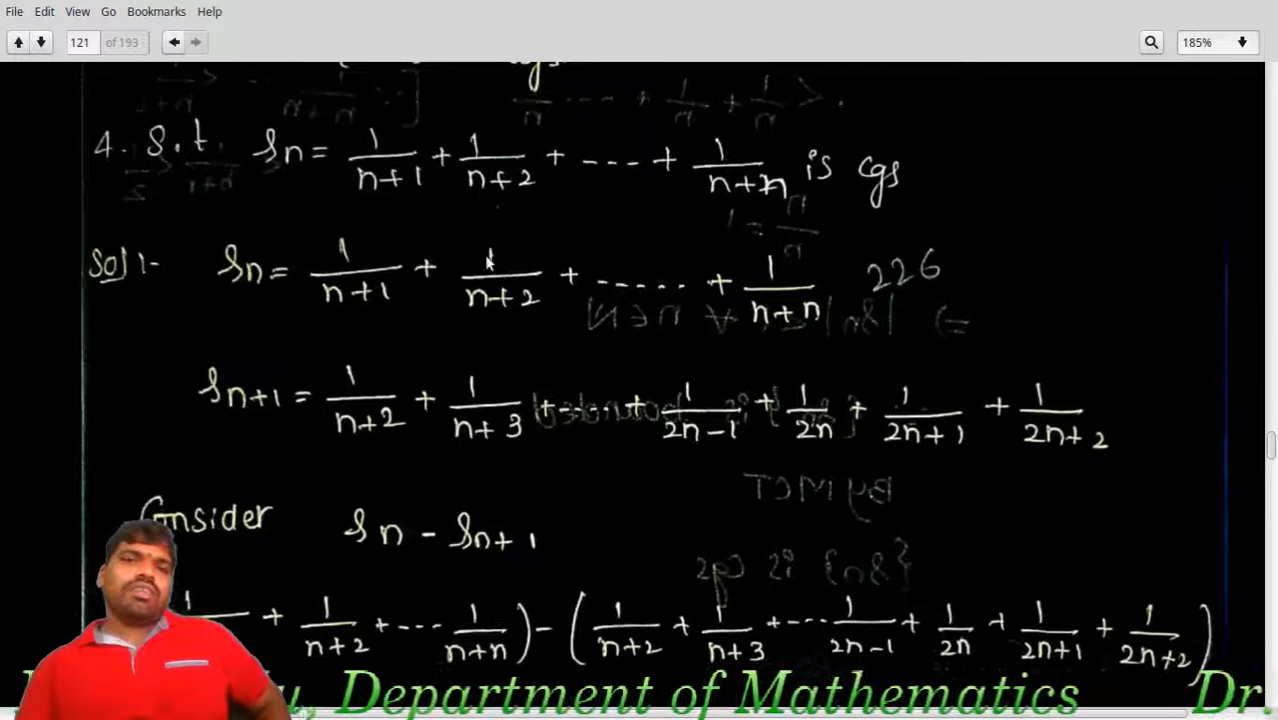 File Edit View Go Bookmarks Help
121 of 193 185%
4. S.t Sn = 1/(n+1) + 1/(n+2) + ---- + 1/(n+n) is cgs
Sol:- Sn = 1/(n+1) + 1/(n+2) + ...... + 1/(n+n) 226
Sn+1 = 1/(n+2) + 1/(n+3) + --- + 1/(2n-1) + 1/2n + 1/(2n+1) + 1/(2n+2)
Consider Sn - Sn+1
+ 1/(n+2) + --- 1/(n+n) ) - ( 1/(n+2) + 1/(n+3) + --- 1/(2n-1) + 1/2n + 1/(2n+1) + 1/(2n+2) )
, Department of Mathematics Dr.